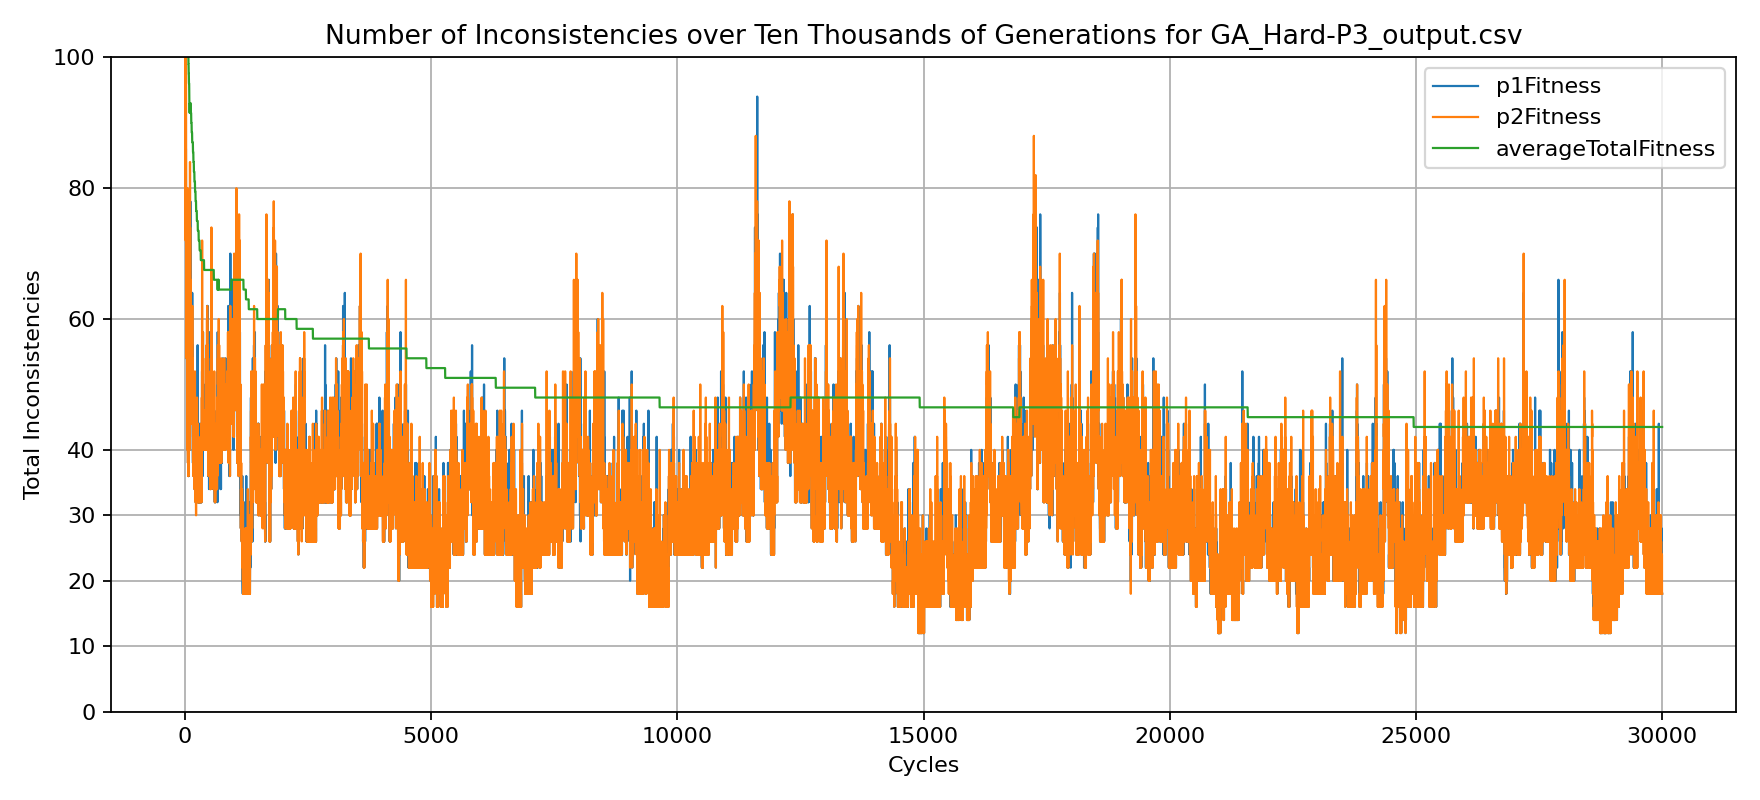 Number of Inconsistencies over Ten Thousands of Generations for GA_Hard-P3_output.csv
p1Fitness
p2Fitness
averageTotalFitness
Total Inconsistencies
100
80
60
40
30
20
10
0
0 5000 10000 15000 20000 25000 30000
Cycles